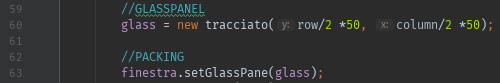 59 //GLASSPANEL
60 glass = new tracciato( y: row/2 *50, x: column/2 *50);
61
62 //PACKING
63 finestra.setGlassPane(glass);